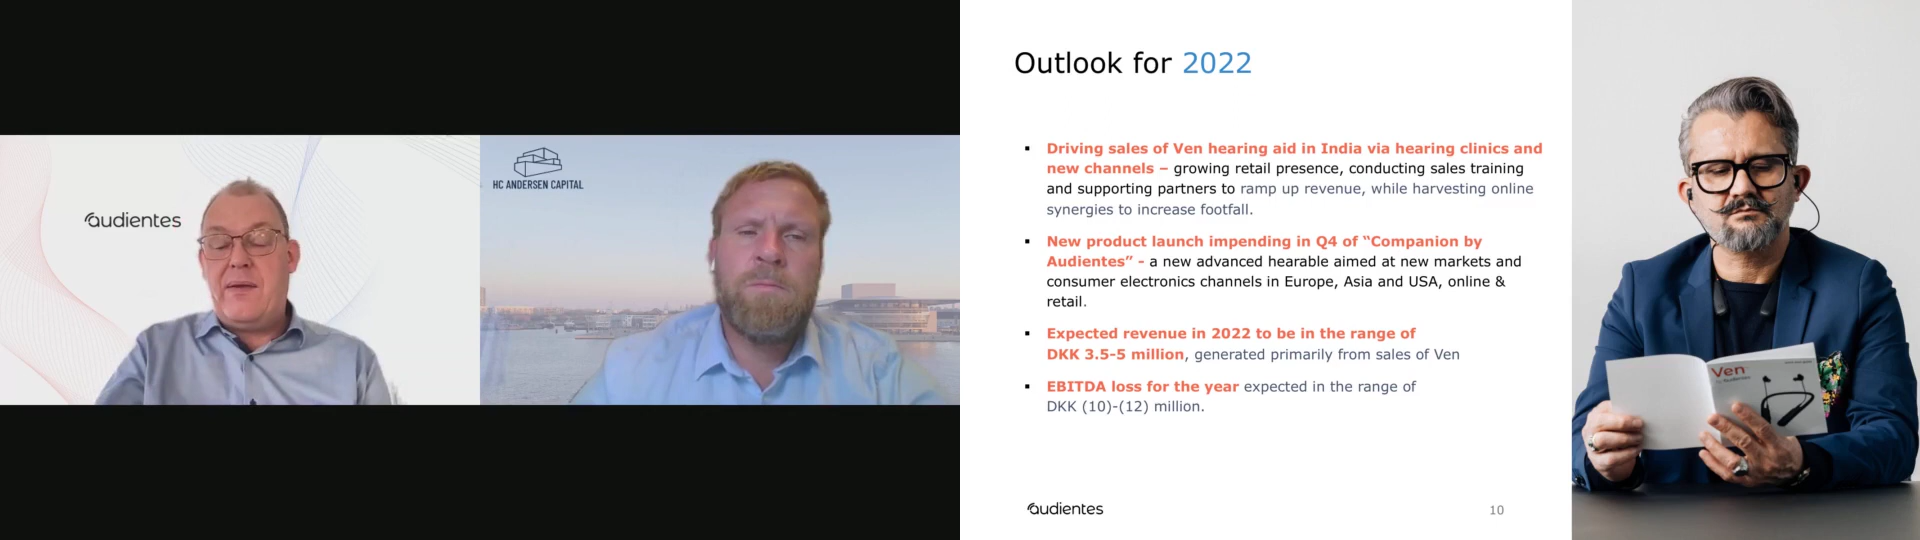 audientes
HC ANDERSEN CAPITAL
Outlook for 2022
▪ Driving sales of Ven hearing aid in India via hearing clinics and
new channels – growing retail presence, conducting sales training
and supporting partners to ramp up revenue, while harvesting online
synergies to increase footfall.
▪ New product launch impending in Q4 of “Companion by
Audientes” - a new advanced hearable aimed at new markets and
consumer electronics channels in Europe, Asia and USA, online &
retail.
▪ Expected revenue in 2022 to be in the range of
DKK 3.5-5 million, generated primarily from sales of Ven
▪ EBITDA loss for the year expected in the range of
DKK (10)-(12) million.
audientes
10
Ven
by Audientes